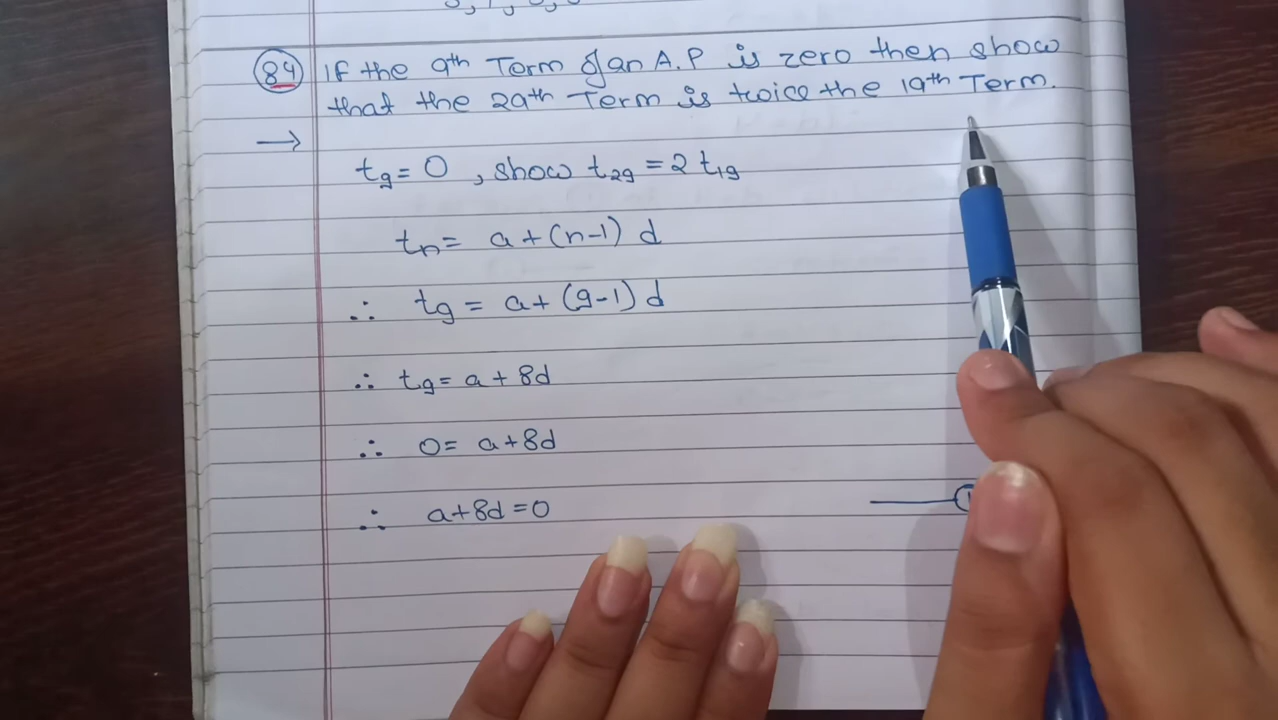 84 If the 9th Term of an A.P is zero then show
that the 29th Term is twice the 19th Term.
→
t9 = 0 , show t29 = 2 t19
tn = a + (n-1) d
∴ t9 = a + (9-1) d
∴ t9 = a + 8d
∴ 0 = a + 8d
∴ a + 8d = 0